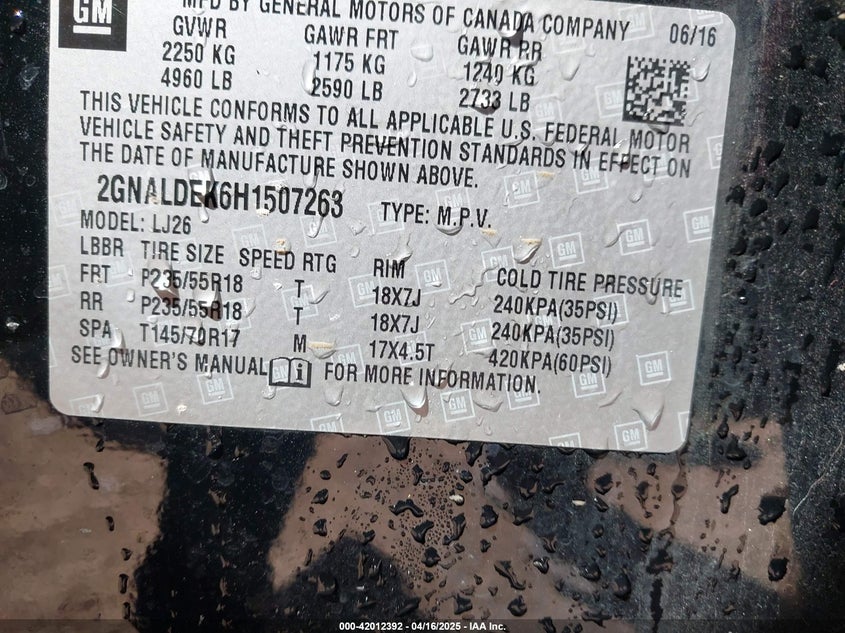 GM
MFD BY GENERAL MOTORS OF CANADA COMPANY
GVWR GAWR FRT GAWR RR 06/16
2250 KG 1175 KG 1240 KG
4960 LB 2590 LB 2733 LB
THIS VEHICLE CONFORMS TO ALL APPLICABLE U.S. FEDERAL MOTOR
VEHICLE SAFETY AND THEFT PREVENTION STANDARDS IN EFFECT ON
THE DATE OF MANUFACTURE SHOWN ABOVE.
2GNALDEK6H1507263 TYPE: M.P.V.
MODEL: LJ26
LBBR TIRE SIZE SPEED RTG RIM COLD TIRE PRESSURE
FRT P235/55R18 T 18X7J 240KPA(35PSI)
RR P235/55R18 T 18X7J 240KPA(35PSI)
SPA T145/70R17 M 17X4.5T 420KPA(60PSI)
SEE OWNER'S MANUAL i FOR MORE INFORMATION.
000-42012392 - 04/16/2025 - IAA Inc.